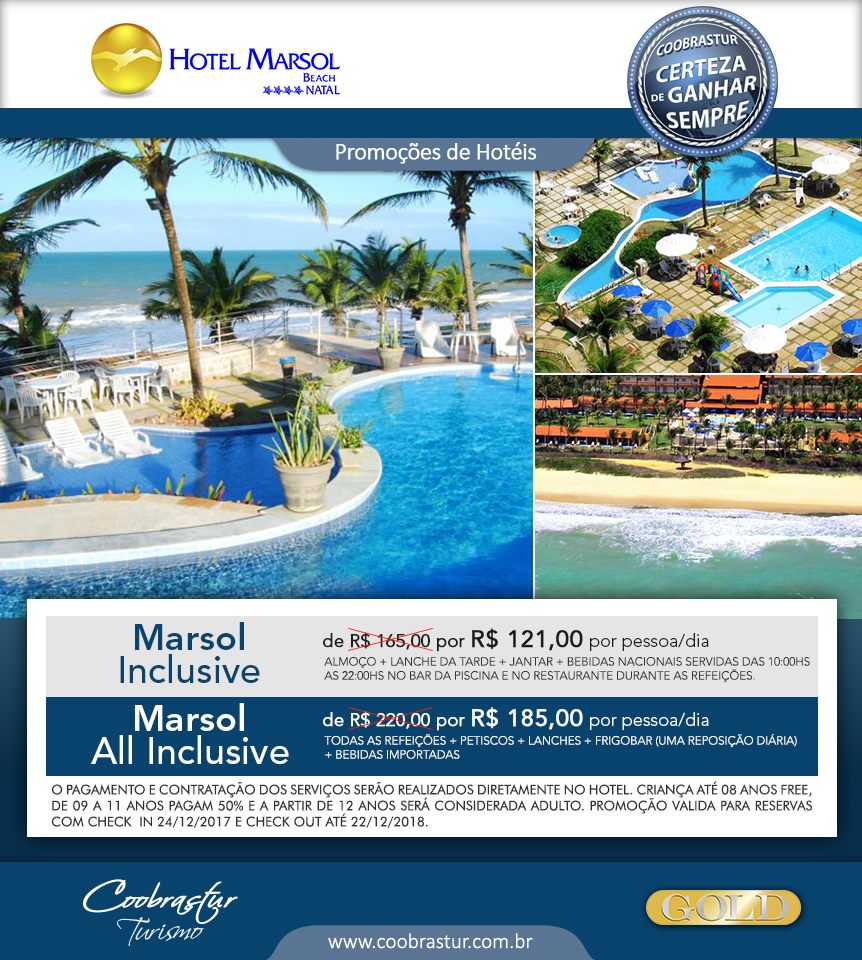 HOTEL MARSOL
BEACH
NATAL
COOBRASTUR
CERTEZA
DE GANHAR
SEMPRE
Promoções de Hotéis
Marsol
Inclusive
de R$ 165,00 por R$ 121,00 por pessoa/dia
ALMOÇO + LANCHE DA TARDE + JANTAR + BEBIDAS NACIONAIS SERVIDAS DAS 10:00HS
AS 22:00HS NO BAR DA PISCINA E NO RESTAURANTE DURANTE AS REFEIÇÕES.
Marsol
All Inclusive
de R$ 220,00 por R$ 185,00 por pessoa/dia
TODAS AS REFEIÇÕES + PETISCOS + LANCHES + FRIGOBAR (UMA REPOSIÇÃO DIÁRIA)
+ BEBIDAS IMPORTADAS
O PAGAMENTO E CONTRATAÇÃO DOS SERVIÇOS SERÃO REALIZADOS DIRETAMENTE NO HOTEL. CRIANÇA ATÉ 08 ANOS FREE,
DE 09 A 11 ANOS PAGAM 50% E A PARTIR DE 12 ANOS SERÁ CONSIDERADA ADULTO. PROMOÇÃO VALIDA PARA RESERVAS
COM CHECK IN 24/12/2017 E CHECK OUT ATÉ 22/12/2018.
Coobrastur
Turismo
GOLD
www.coobrastur.com.br